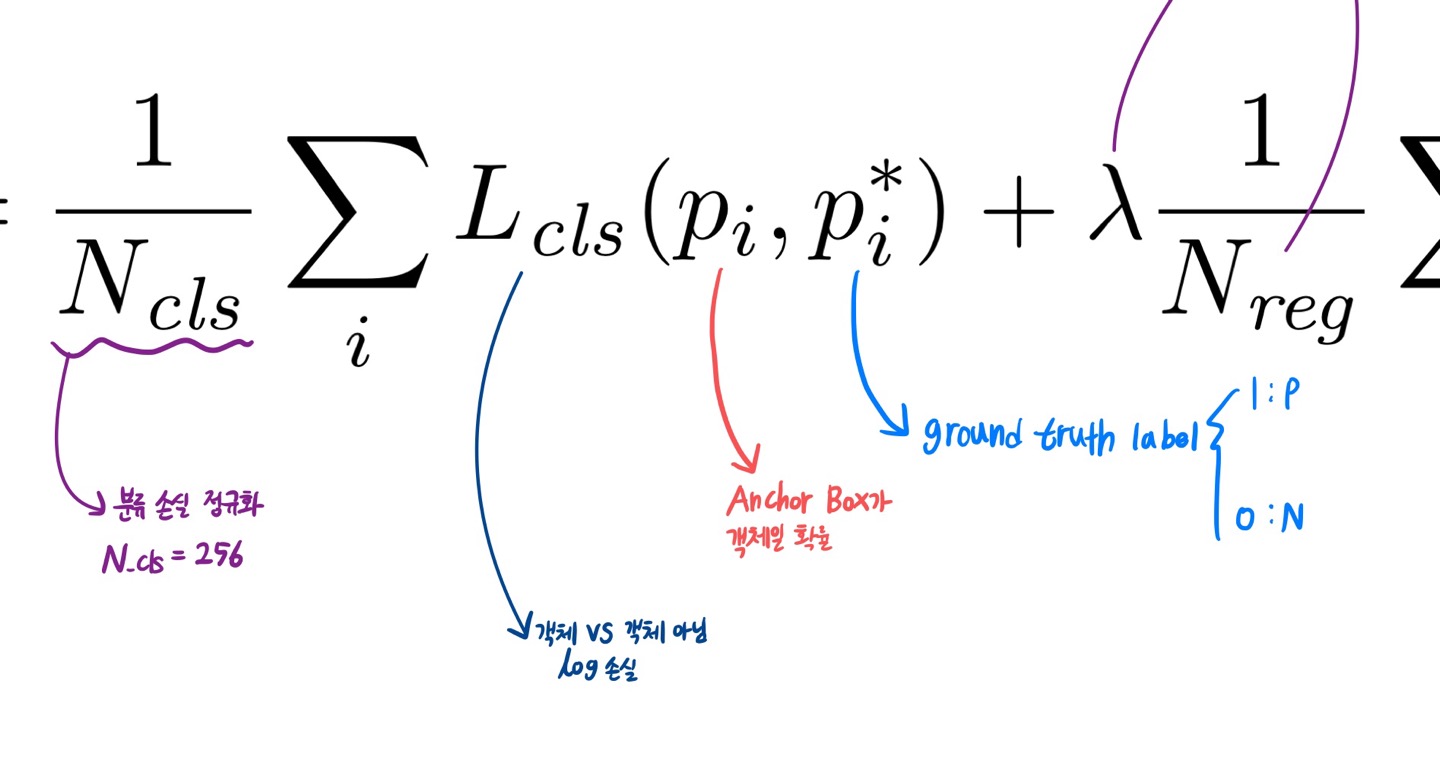 = \frac{1}{N_{cls}} \sum_i L_{cls}(p_i, p_i^*) + λ \frac{1}{N_{reg}} \sum
1 : P
ground truth label
0 : N
분류 손실 정규화
N_cls = 256
Anchor Box가
객체일 확률
객체 vs 객체 아님
log 손실